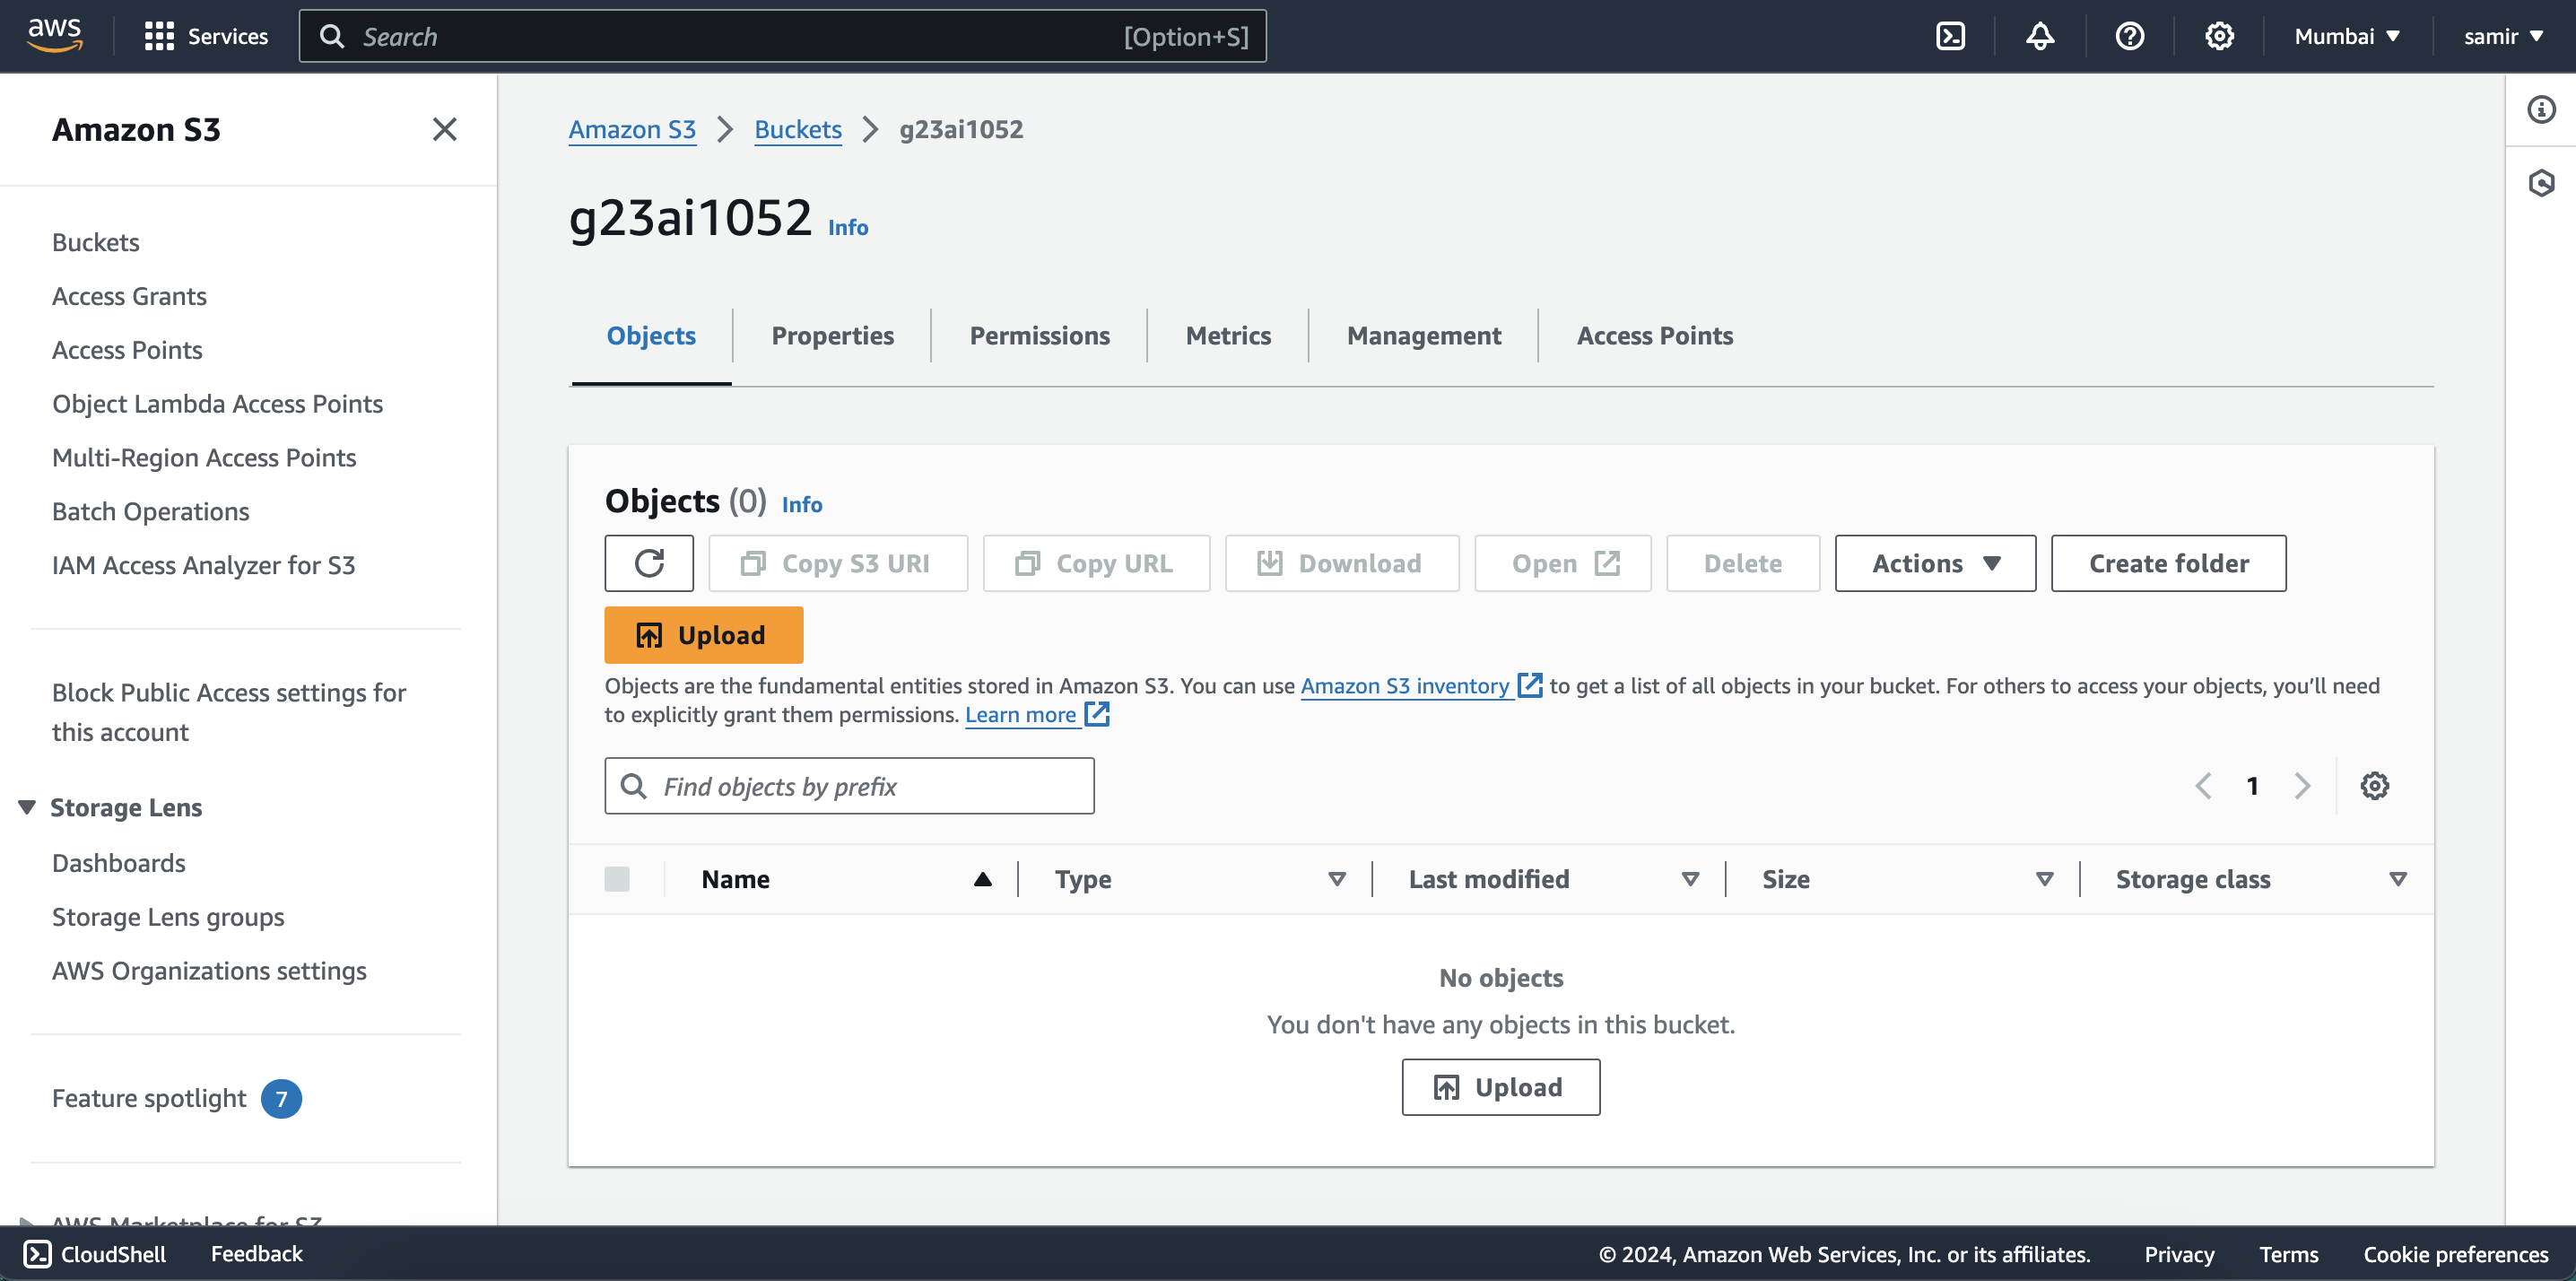 aws
Services
Search [Option+S]
Mumbai
samir
Amazon S3
Buckets
Access Grants
Access Points
Object Lambda Access Points
Multi-Region Access Points
Batch Operations
IAM Access Analyzer for S3
Block Public Access settings for
this account
Storage Lens
Dashboards
Storage Lens groups
AWS Organizations settings
Feature spotlight 7
AWS Marketplace for S3
Amazon S3 > Buckets > g23ai1052
g23ai1052 Info
Objects Properties Permissions Metrics Management Access Points
Objects (0) Info
Copy S3 URI Copy URL Download Open Delete Actions Create folder
Upload
Objects are the fundamental entities stored in Amazon S3. You can use Amazon S3 inventory to get a list of all objects in your bucket. For others to access your objects, you’ll need
to explicitly grant them permissions. Learn more
Find objects by prefix
1
Name Type Last modified Size Storage class
No objects
You don't have any objects in this bucket.
Upload
CloudShell Feedback © 2024, Amazon Web Services, Inc. or its affiliates. Privacy Terms Cookie preferences